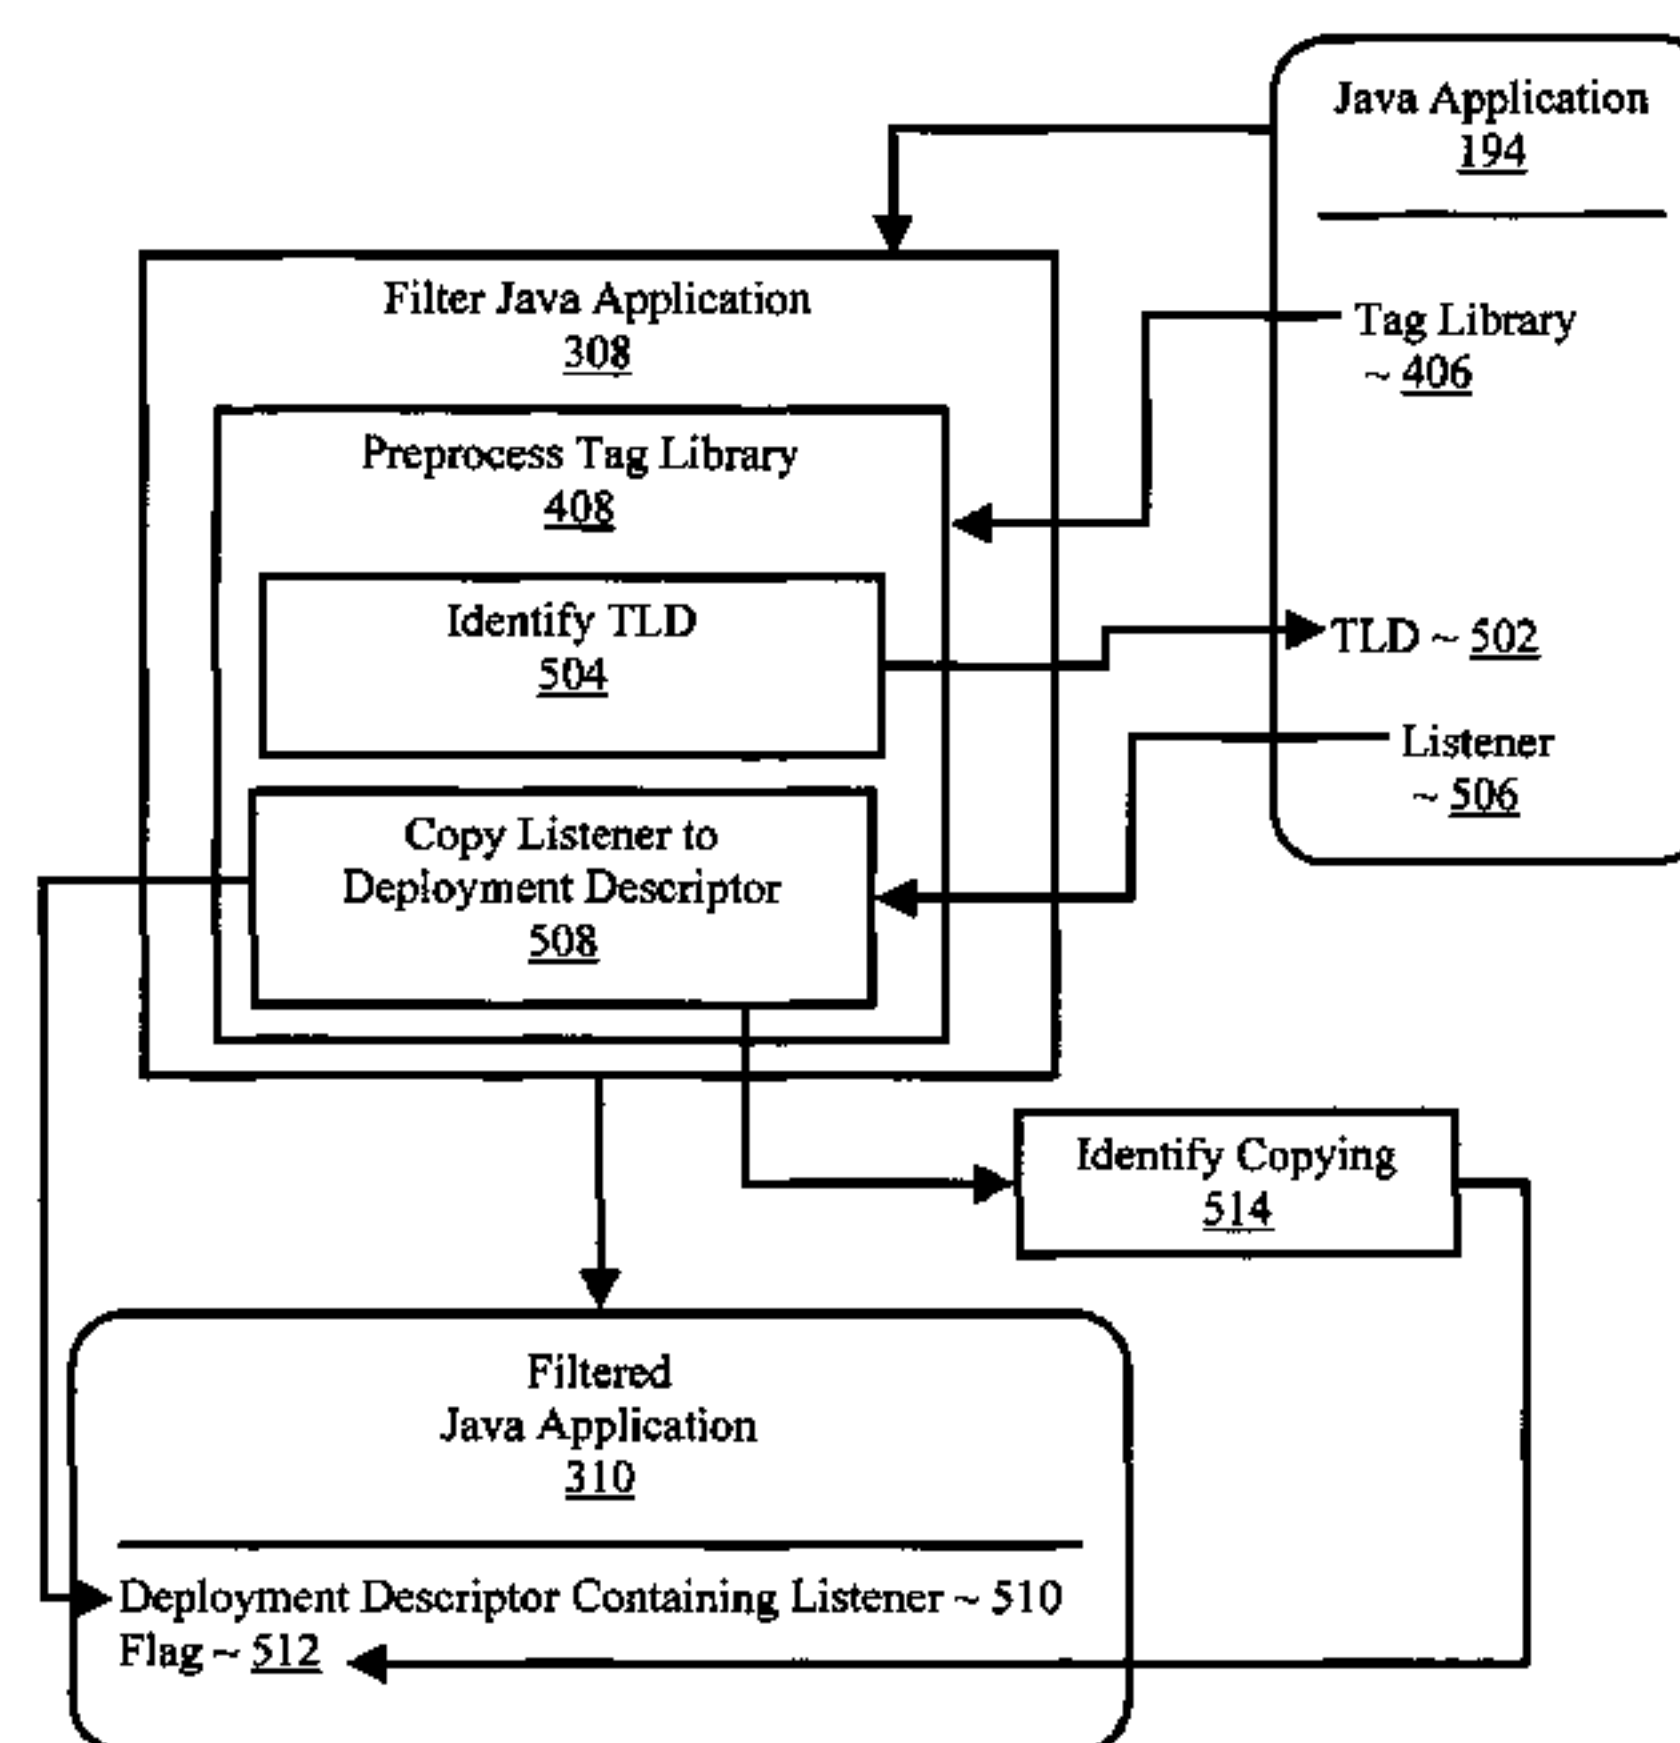 Java Application
194
Tag Library
~ 406
TLD ~ 502
Listener
~ 506
Filter Java Application
308
Preprocess Tag Library
408
Identify TLD
504
Copy Listener to
Deployment Descriptor
508
Identify Copying
514
Filtered
Java Application
310
Deployment Descriptor Containing Listener ~ 510
Flag ~ 512